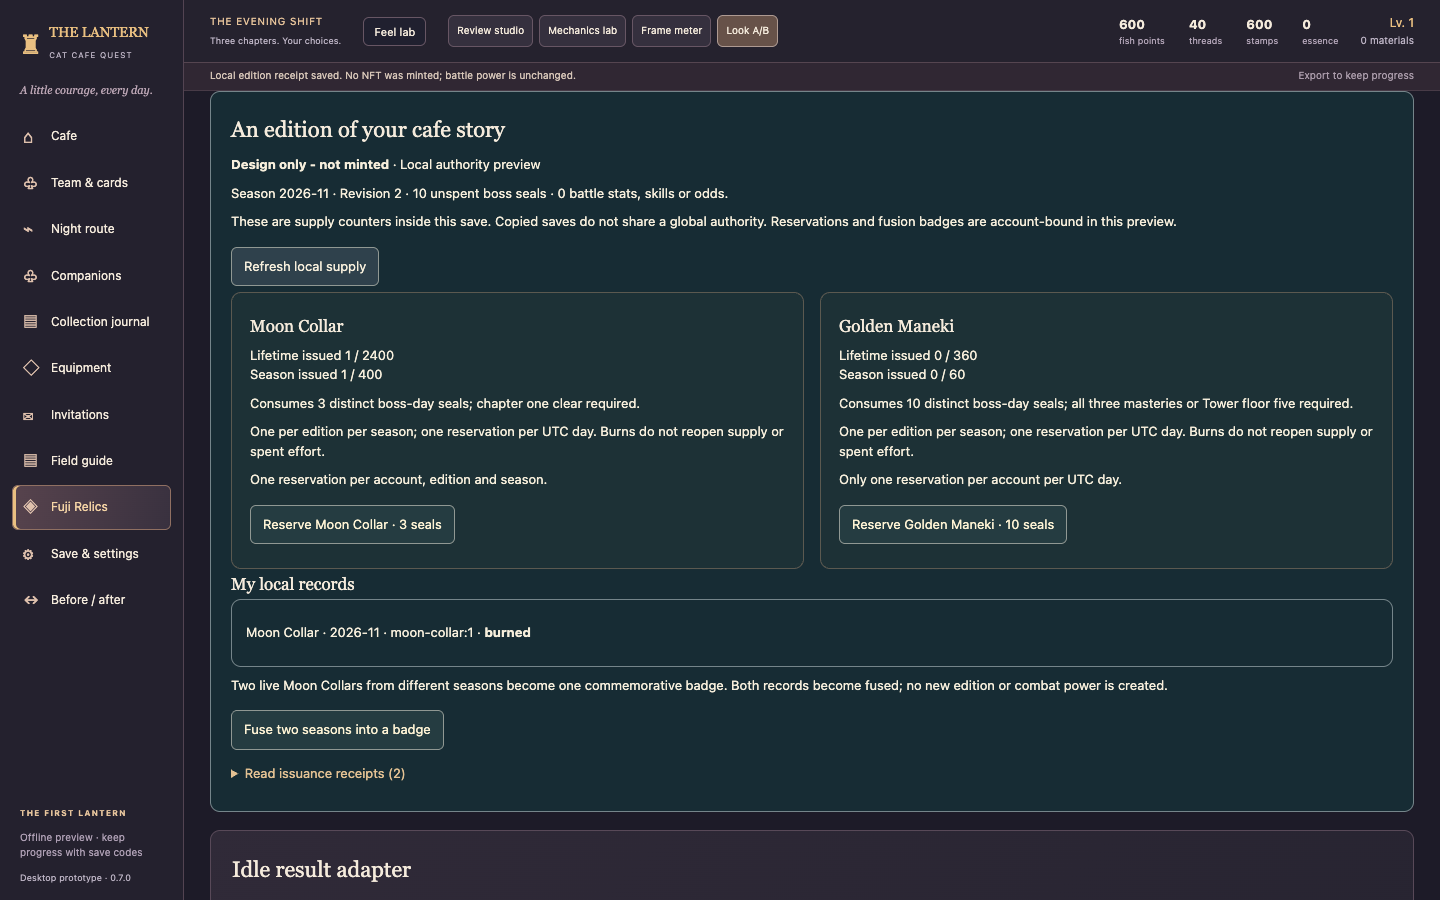 THE LANTERN
CAT CAFE QUEST
A little courage, every day.
Cafe
Team & cards
Night route
Companions
Collection journal
Equipment
Invitations
Field guide
Fuji Relics
Save & settings
Before / after
THE FIRST LANTERN
Offline preview · keep
progress with save codes
Desktop prototype · 0.7.0
THE EVENING SHIFT
Three chapters. Your choices.
Feel lab
Review studio
Mechanics lab
Frame meter
Look A/B
600
fish points
40
threads
600
stamps
0
essence
Lv. 1
0 materials
Local edition receipt saved. No NFT was minted; battle power is unchanged.
Export to keep progress
An edition of your cafe story
Design only - not minted · Local authority preview
Season 2026-11 · Revision 2 · 10 unspent boss seals · 0 battle stats, skills or odds.
These are supply counters inside this save. Copied saves do not share a global authority. Reservations and fusion badges are account-bound in this preview.
Refresh local supply
Moon Collar
Lifetime issued 1 / 2400
Season issued 1 / 400
Consumes 3 distinct boss-day seals; chapter one clear required.
One per edition per season; one reservation per UTC day. Burns do not reopen supply or
spent effort.
One reservation per account, edition and season.
Reserve Moon Collar · 3 seals
Golden Maneki
Lifetime issued 0 / 360
Season issued 0 / 60
Consumes 10 distinct boss-day seals; all three masteries or Tower floor five required.
One per edition per season; one reservation per UTC day. Burns do not reopen supply or
spent effort.
Only one reservation per account per UTC day.
Reserve Golden Maneki · 10 seals
My local records
Moon Collar · 2026-11 · moon-collar:1 · burned
Two live Moon Collars from different seasons become one commemorative badge. Both records become fused; no new edition or combat power is created.
Fuse two seasons into a badge
Read issuance receipts (2)
Idle result adapter